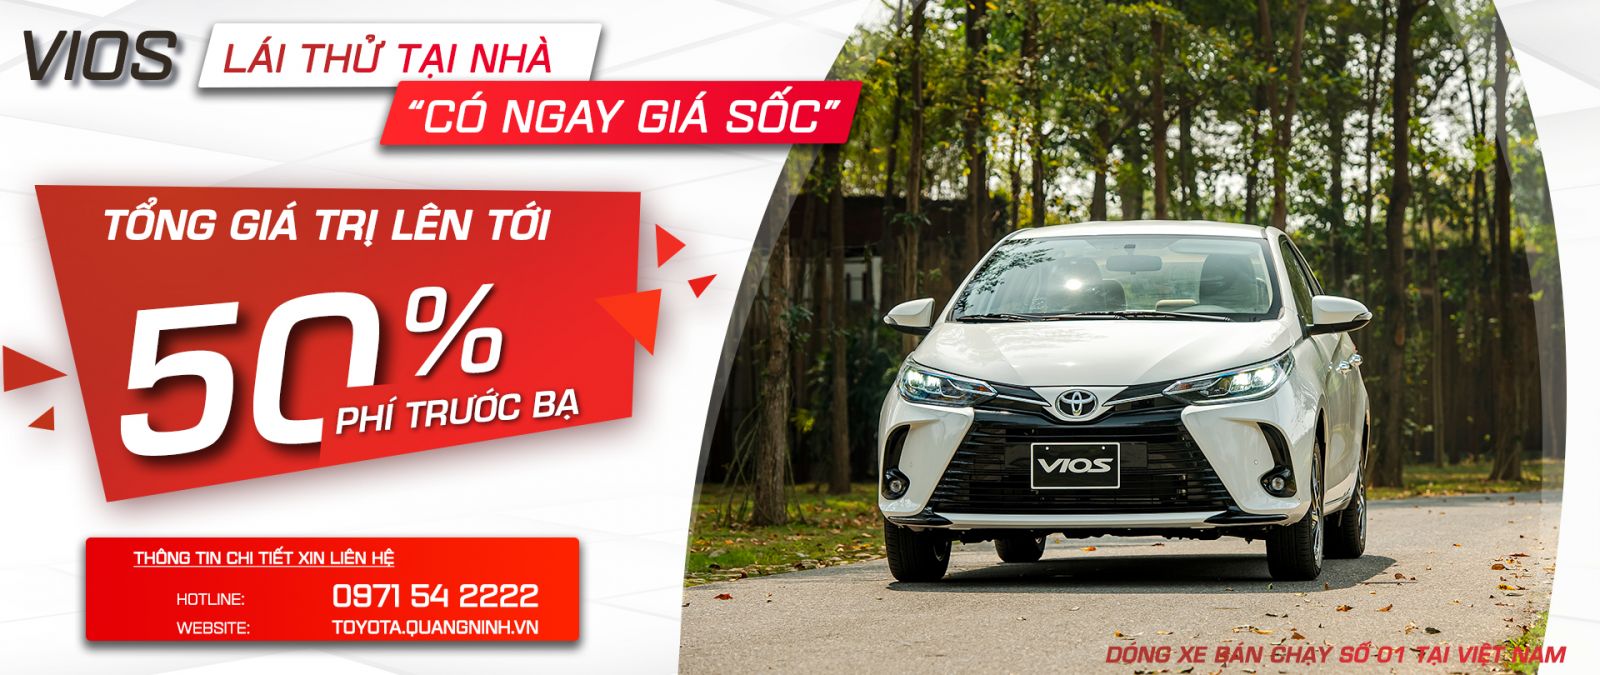 VIOS
LÁI THỬ TẠI NHÀ
“CÓ NGAY GIÁ SỐC”
TỔNG GIÁ TRỊ LÊN TỚI
50%
PHÍ TRƯỚC BẠ
THÔNG TIN CHI TIẾT XIN LIÊN HỆ
HOTLINE: 0971 54 2222
WEBSITE: TOYOTA.QUANGNINH.VN
VIOS
DÒNG XE BÁN CHẠY SỐ 01 TẠI VIỆT NAM